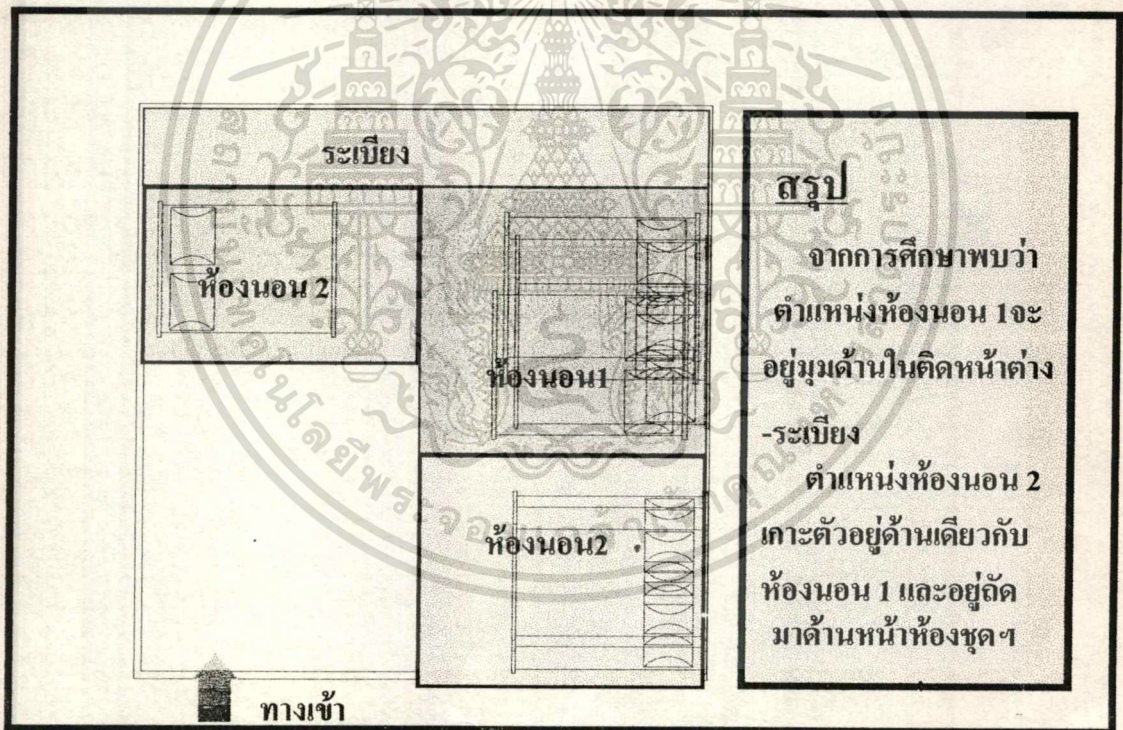 ระเบียง
ห้องนอน 2
ห้องนอน1
ห้องนอน2
ทางเข้า
สรุป
จากการศึกษาพบว่า
ตำแหน่งห้องนอน 1จะ
อยู่มุมด้านในติดหน้าต่าง
-ระเบียง
ตำแหน่งห้องนอน 2
เกาะตัวอยู่ด้านเดียวกับ
ห้องนอน 1 และอยู่ถัด
มาด้านหน้าห้องชุดฯ